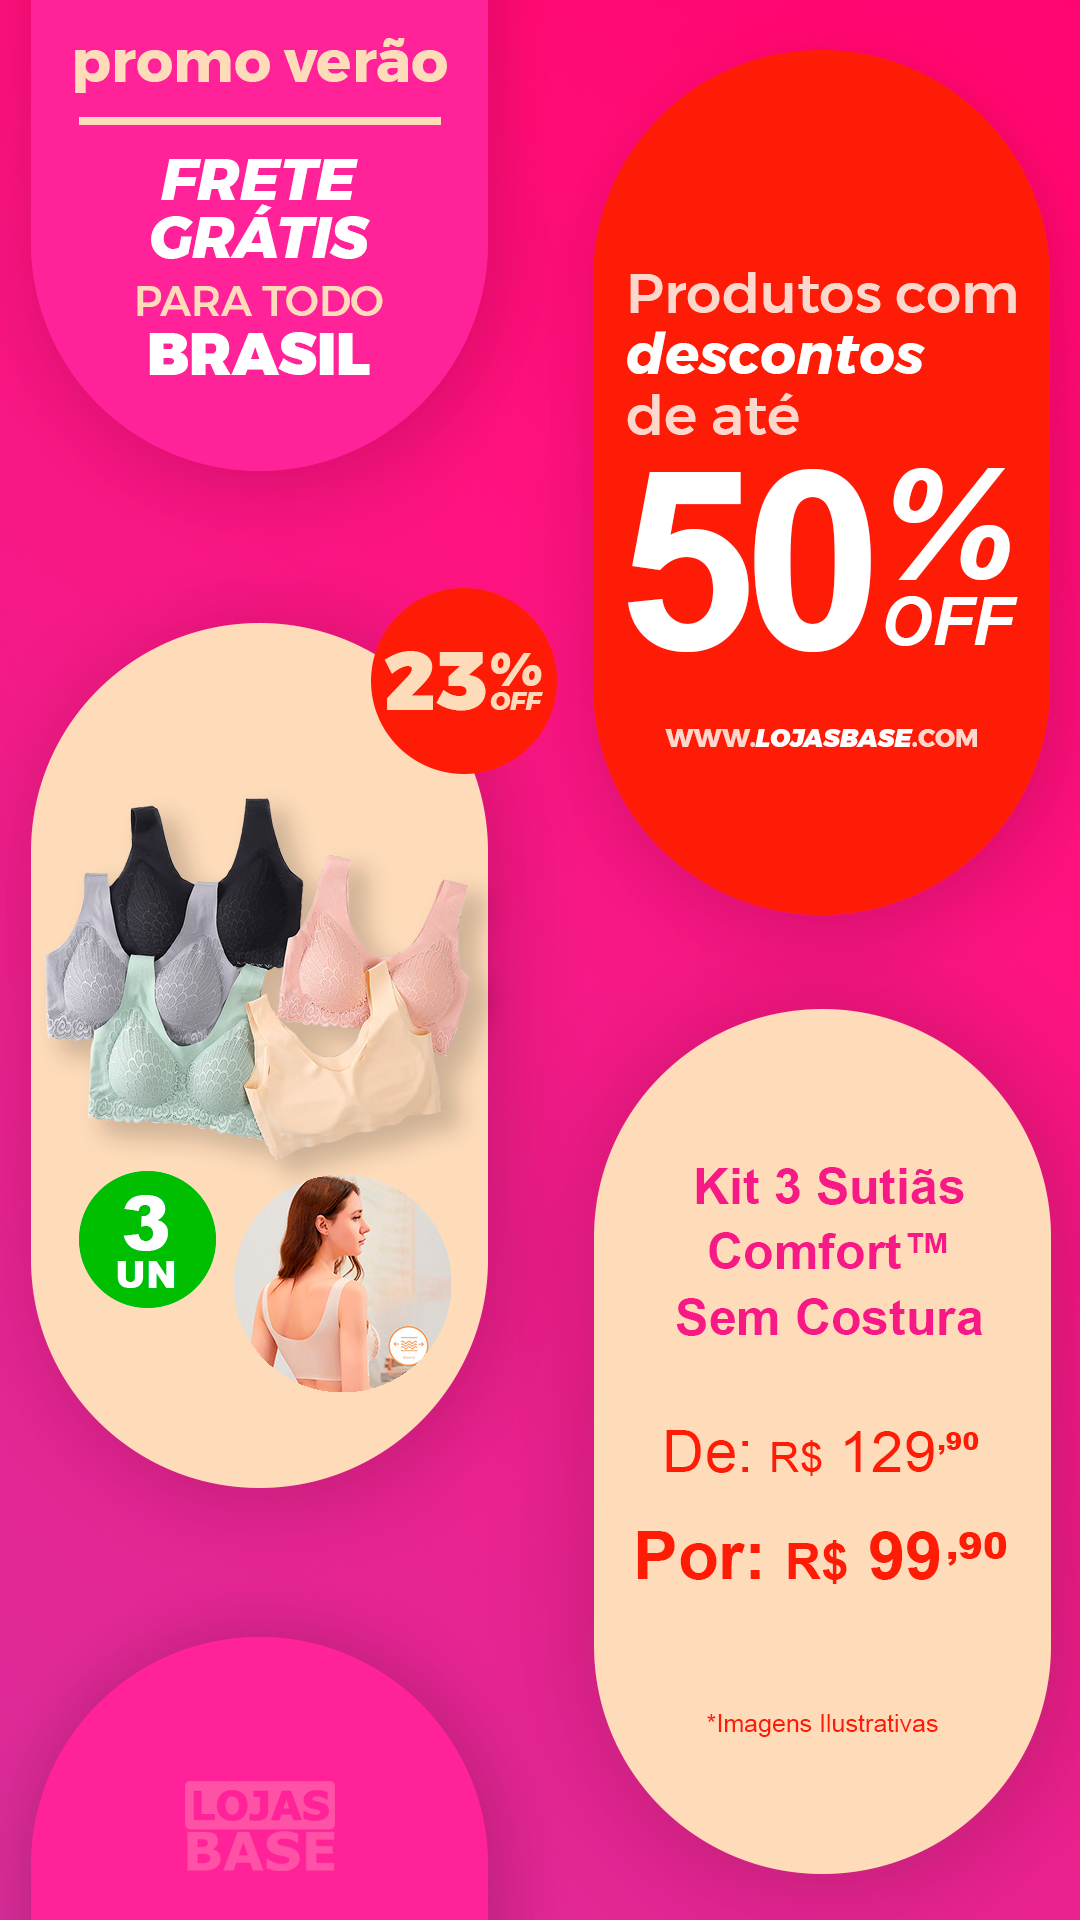 promo verão
FRETE
GRÁTIS
PARA TODO
BRASIL
Produtos com
descontos
de até
50%
OFF
WWW.LOJASBASE.COM
23%
OFF
3
UN
Kit 3 Sutiãs
Comfort™
Sem Costura
De: R$ 129,90
Por: R$ 99,90
*Imagens Ilustrativas
LOJAS
BASE